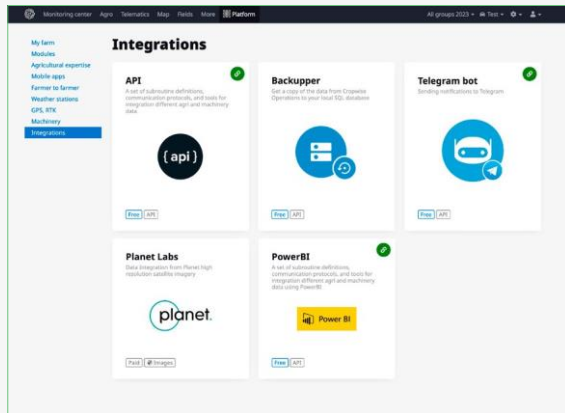 Monitoring center Agro Telematics Map Fields More Platform All groups 2023 Test
My farm
Modules
Agricultural expertise
Mobile apps
Farmer to farmer
Weather stations
GPS, RTK
Machinery
Integrations
Integrations
API
A set of subroutine definitions,
communication protocols, and tools for
integration different agri and machinery
data
{ api }
Free API
Backupper
Get a copy of the data from Cropwise
Operations to your local SQL database
Free API
Telegram bot
Sending notifications to Telegram
Free API
Planet Labs
Data Integration from Planet high
resolution satellite imagery
planet.
Paid Images
PowerBI
A set of subroutine definitions,
communication protocols, and tools for
integration different agri and machinery
data using PowerBI
Power BI
Free API